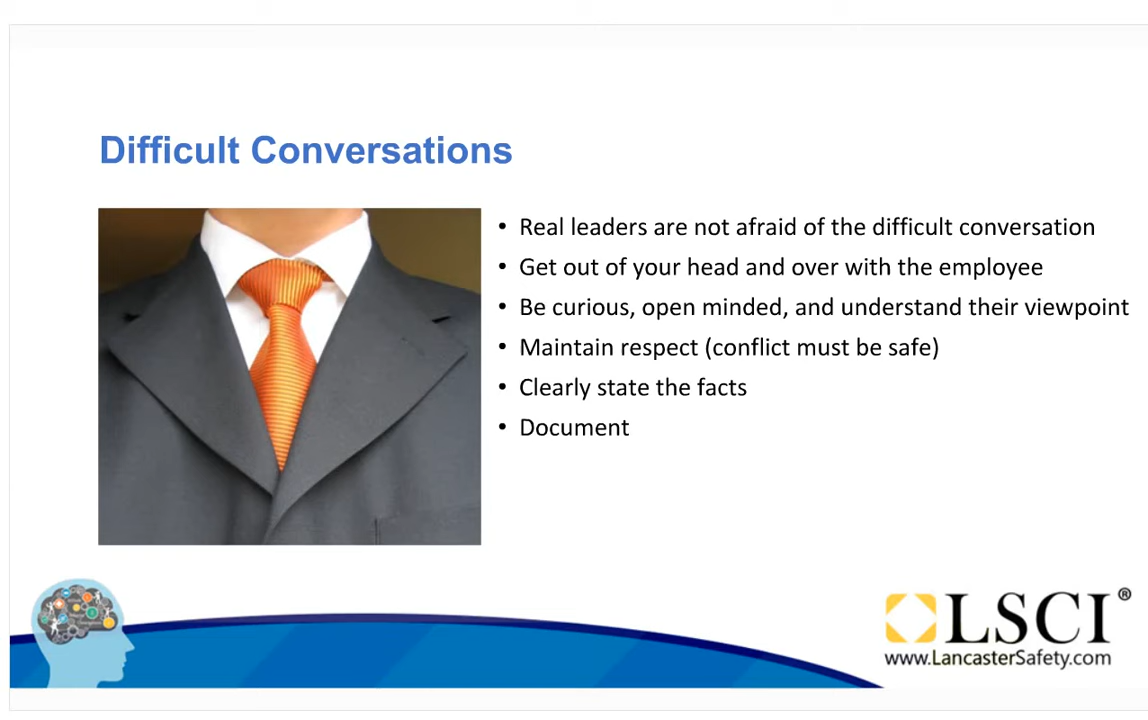 Difficult Conversations
• Real leaders are not afraid of the difficult conversation
• Get out of your head and over with the employee
• Be curious, open minded, and understand their viewpoint
• Maintain respect (conflict must be safe)
• Clearly state the facts
• Document
LSCI®
www.LancasterSafety.com